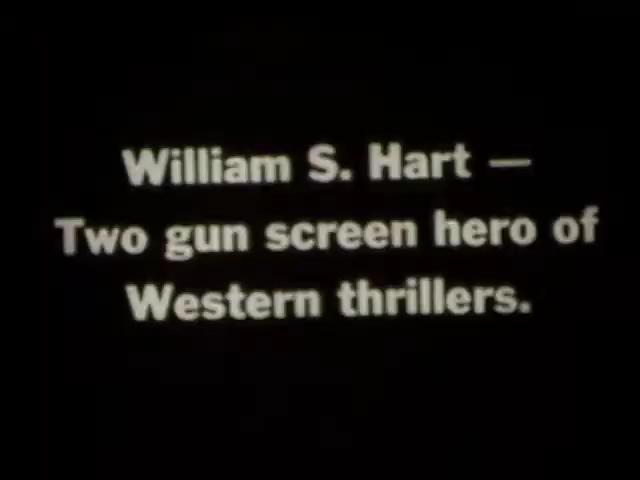 William S. Hart —
Two gun screen hero of
Western thrillers.